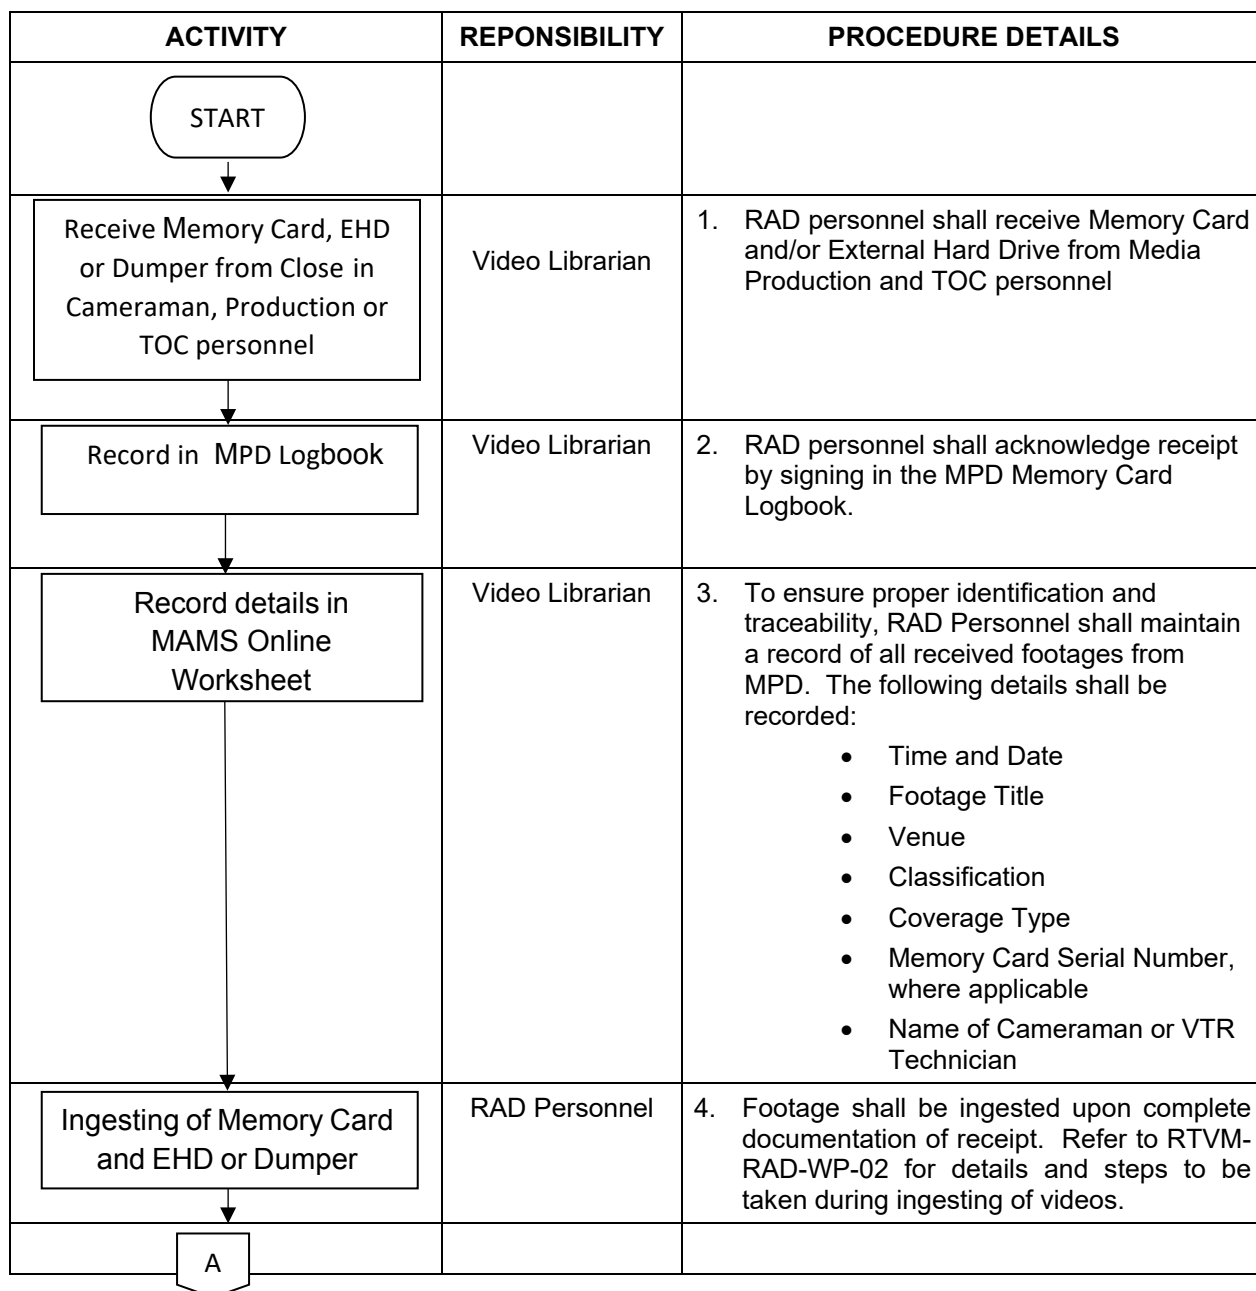 ACTIVITY REPONSIBILITY PROCEDURE DETAILS
START
Receive Memory Card, EHD
or Dumper from Close in
Cameraman, Production or
TOC personnel
Video Librarian
1. RAD personnel shall receive Memory Card
and/or External Hard Drive from Media
Production and TOC personnel
Record in MPD Logbook
Video Librarian
2. RAD personnel shall acknowledge receipt
by signing in the MPD Memory Card
Logbook.
Record details in
MAMS Online
Worksheet
Video Librarian
3. To ensure proper identification and
traceability, RAD Personnel shall maintain
a record of all received footages from
MPD. The following details shall be
recorded:
• Time and Date
• Footage Title
• Venue
• Classification
• Coverage Type
• Memory Card Serial Number,
where applicable
• Name of Cameraman or VTR
Technician
Ingesting of Memory Card
and EHD or Dumper
RAD Personnel
4. Footage shall be ingested upon complete
documentation of receipt. Refer to RTVM-
RAD-WP-02 for details and steps to be
taken during ingesting of videos.
A